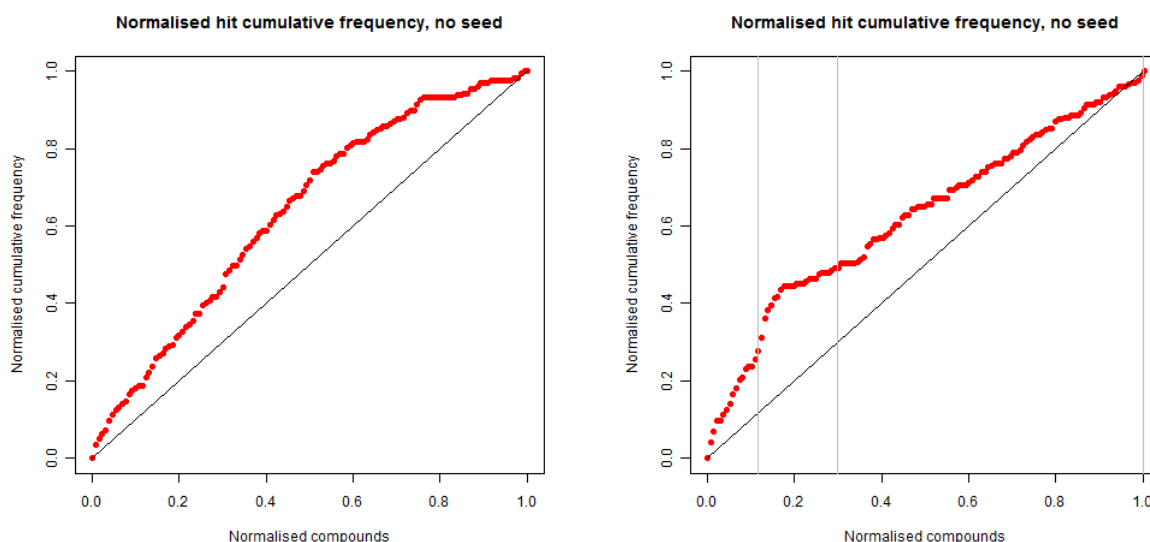 Normalised hit cumulative frequency, no seed
Normalised cumulative frequency
1.0
0.8
0.6
0.4
0.2
0.0
0.0 0.2 0.4 0.6 0.8 1.0
Normalised compounds
Normalised hit cumulative frequency, no seed
Normalised cumulative frequency
1.0
0.8
0.6
0.4
0.2
0.0
0.0 0.2 0.4 0.6 0.8 1.0
Normalised compounds